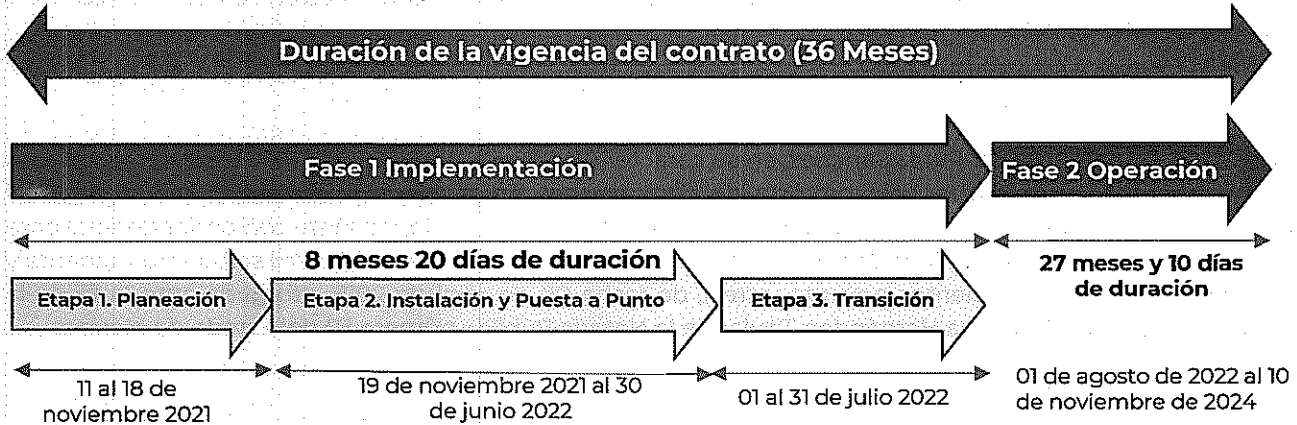 Duración de la vigencia del contrato (36 Meses)
Fase 1 Implementación
Fase 2 Operación
8 meses 20 días de duración
27 meses y 10 días
de duración
Etapa 1. Planeación
Etapa 2. Instalación y Puesta a Punto
Etapa 3. Transición
11 al 18 de
noviembre 2021
19 de noviembre 2021 al 30
de junio 2022
01 al 31 de julio 2022
01 de agosto de 2022 al 10
de noviembre de 2024